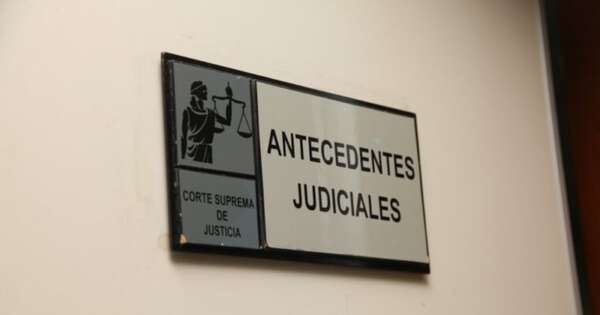 CORTE SUPREMA
DE
JUSTICIA
ANTECEDENTES
JUDICIALES